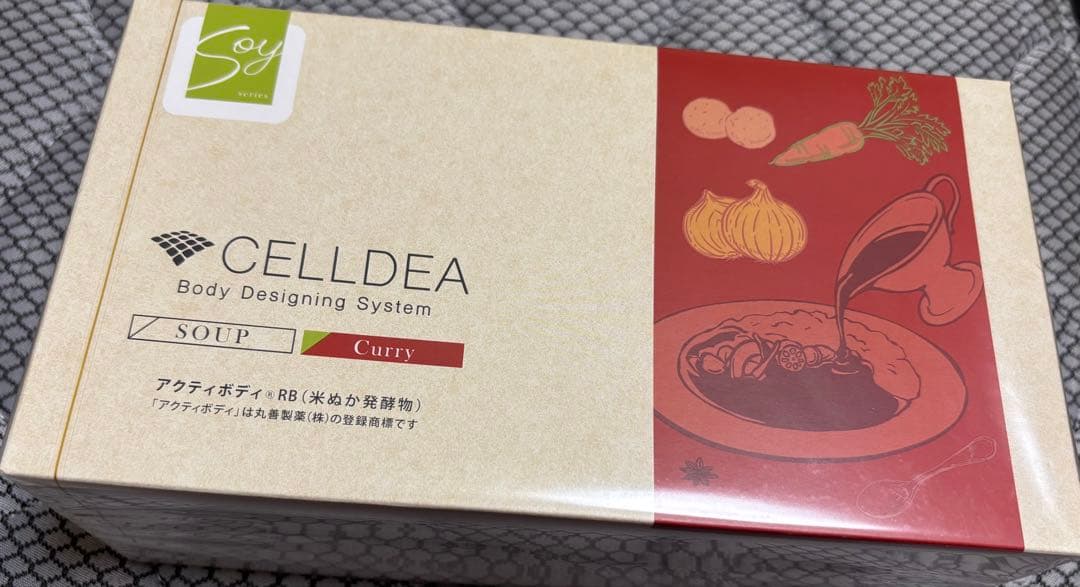 Soy
series
CELLDEA
Body Designing System
SOUP
Curry
アクティボディ®RB(米ぬか発酵物)
「アクティボディ」は丸善製薬(株)の登録商標です